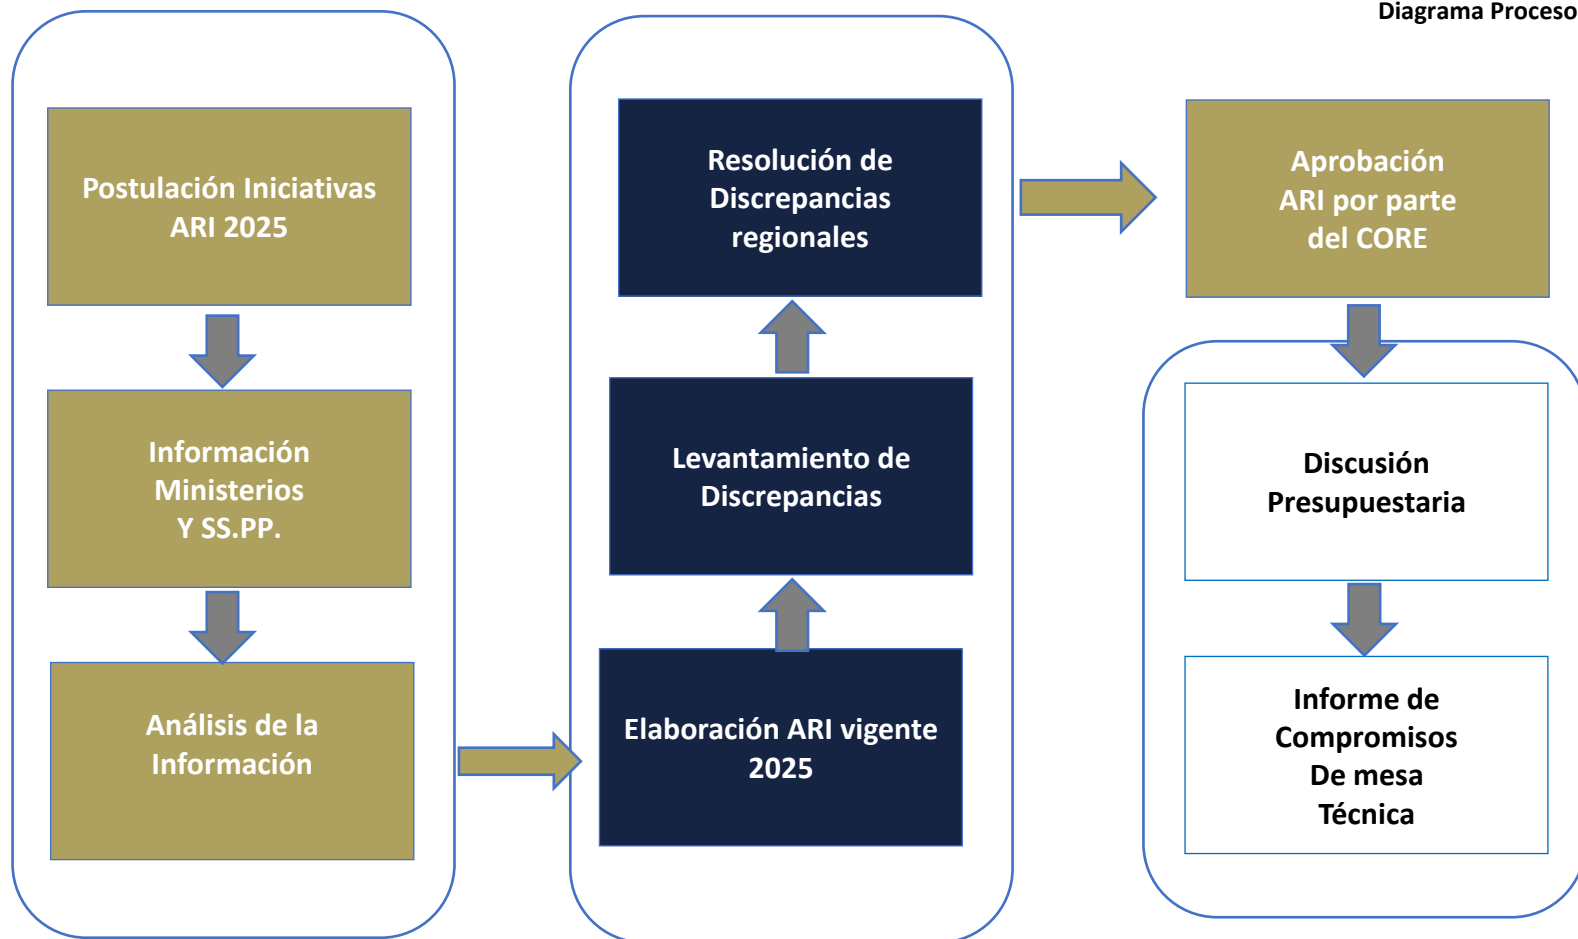 Diagrama Proceso
Postulación Iniciativas
ARI 2025
Información
Ministerios
Y SS.PP.
Análisis de la
Información
Elaboración ARI vigente
2025
Levantamiento de
Discrepancias
Resolución de
Discrepancias
regionales
Aprobación
ARI por parte
del CORE
Discusión
Presupuestaria
Informe de
Compromisos
De mesa
Técnica